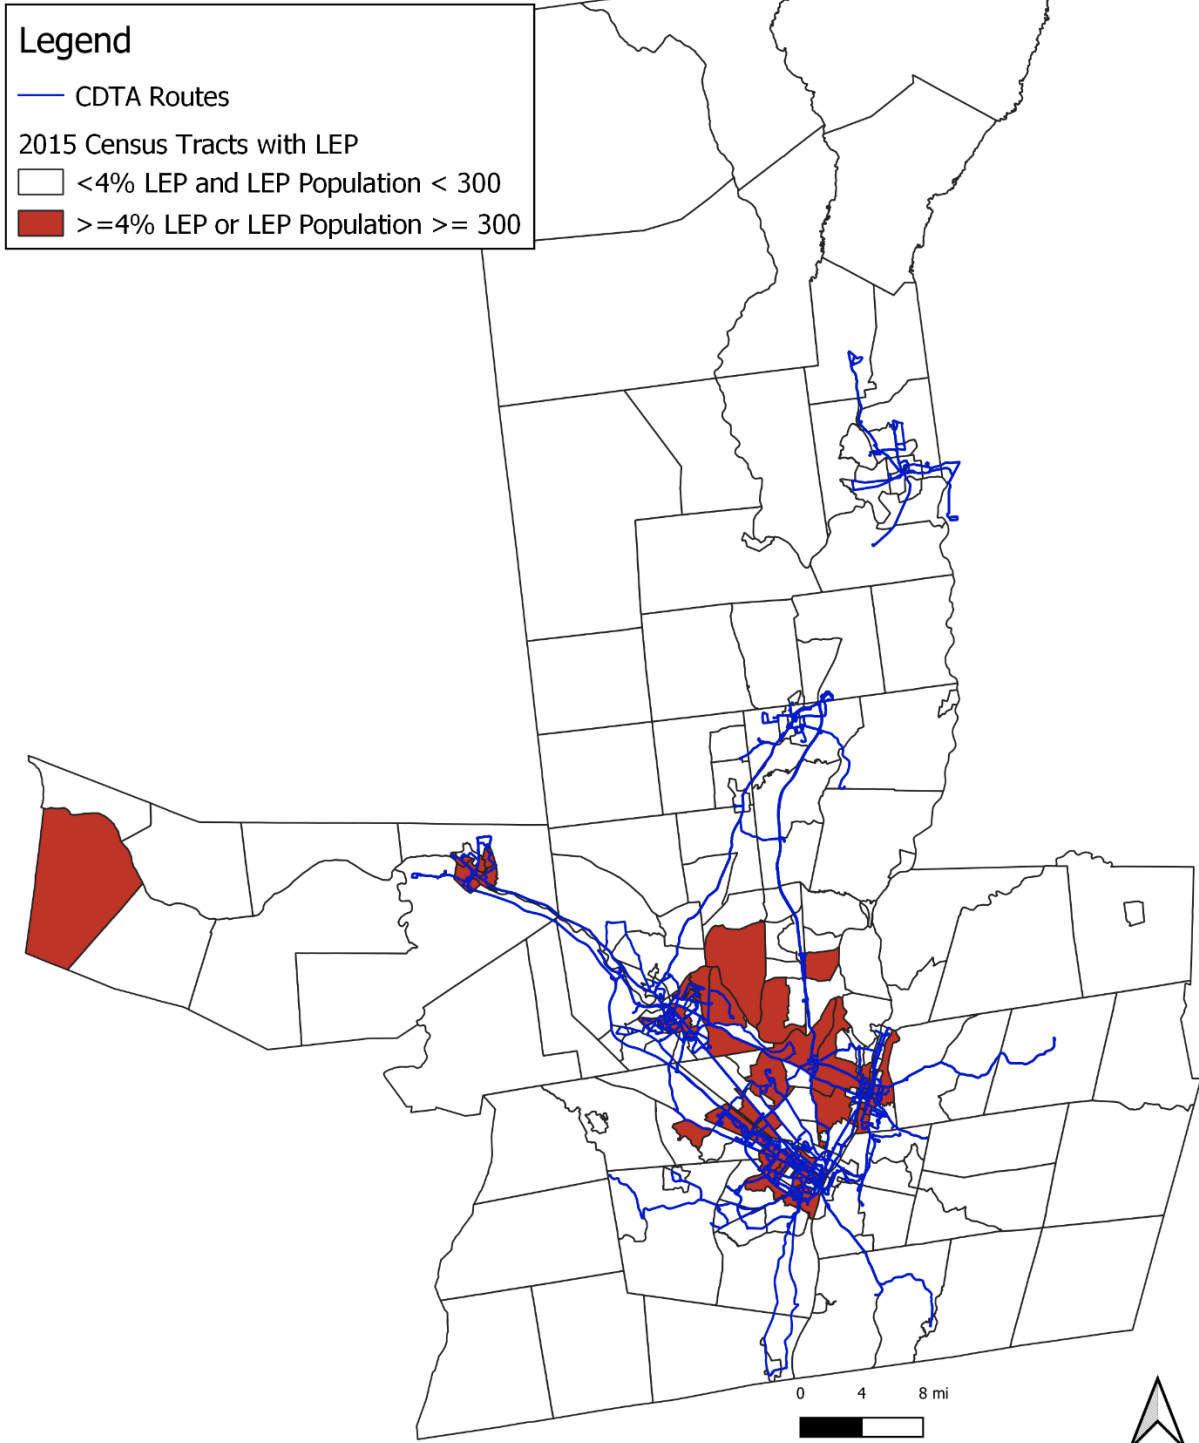 Legend
CDTA Routes
2015 Census Tracts with LEP
<4% LEP and LEP Population < 300
>=4% LEP or LEP Population >= 300
0 4 8 mi